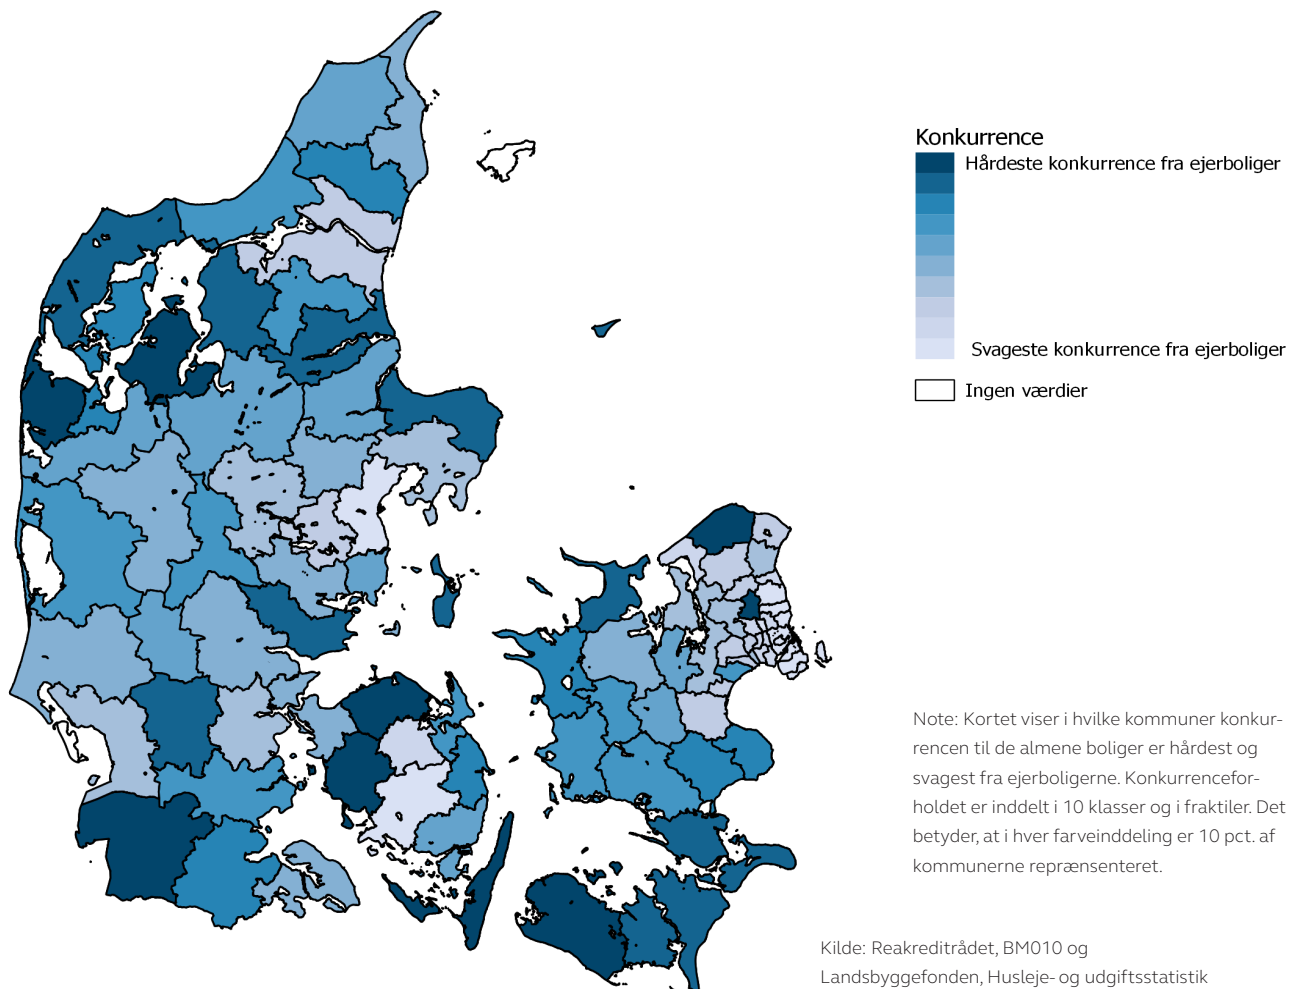 Konkurrence
Hårdeste konkurrence fra ejerboliger
Svageste konkurrence fra ejerboliger
Ingen værdier
Note: Kortet viser i hvilke kommuner konkur-
rencen til de almene boliger er hårdest og
svagest fra ejerboligerne. Konkurrencefor-
holdet er inddelt i 10 klasser og i fraktiler. Det
betyder, at i hver farveinddeling er 10 pct. af
kommunerne repræsenteret.
Kilde: Reakreditrådet, BM010 og
Landsbyggefonden, Husleje- og udgiftsstatistik